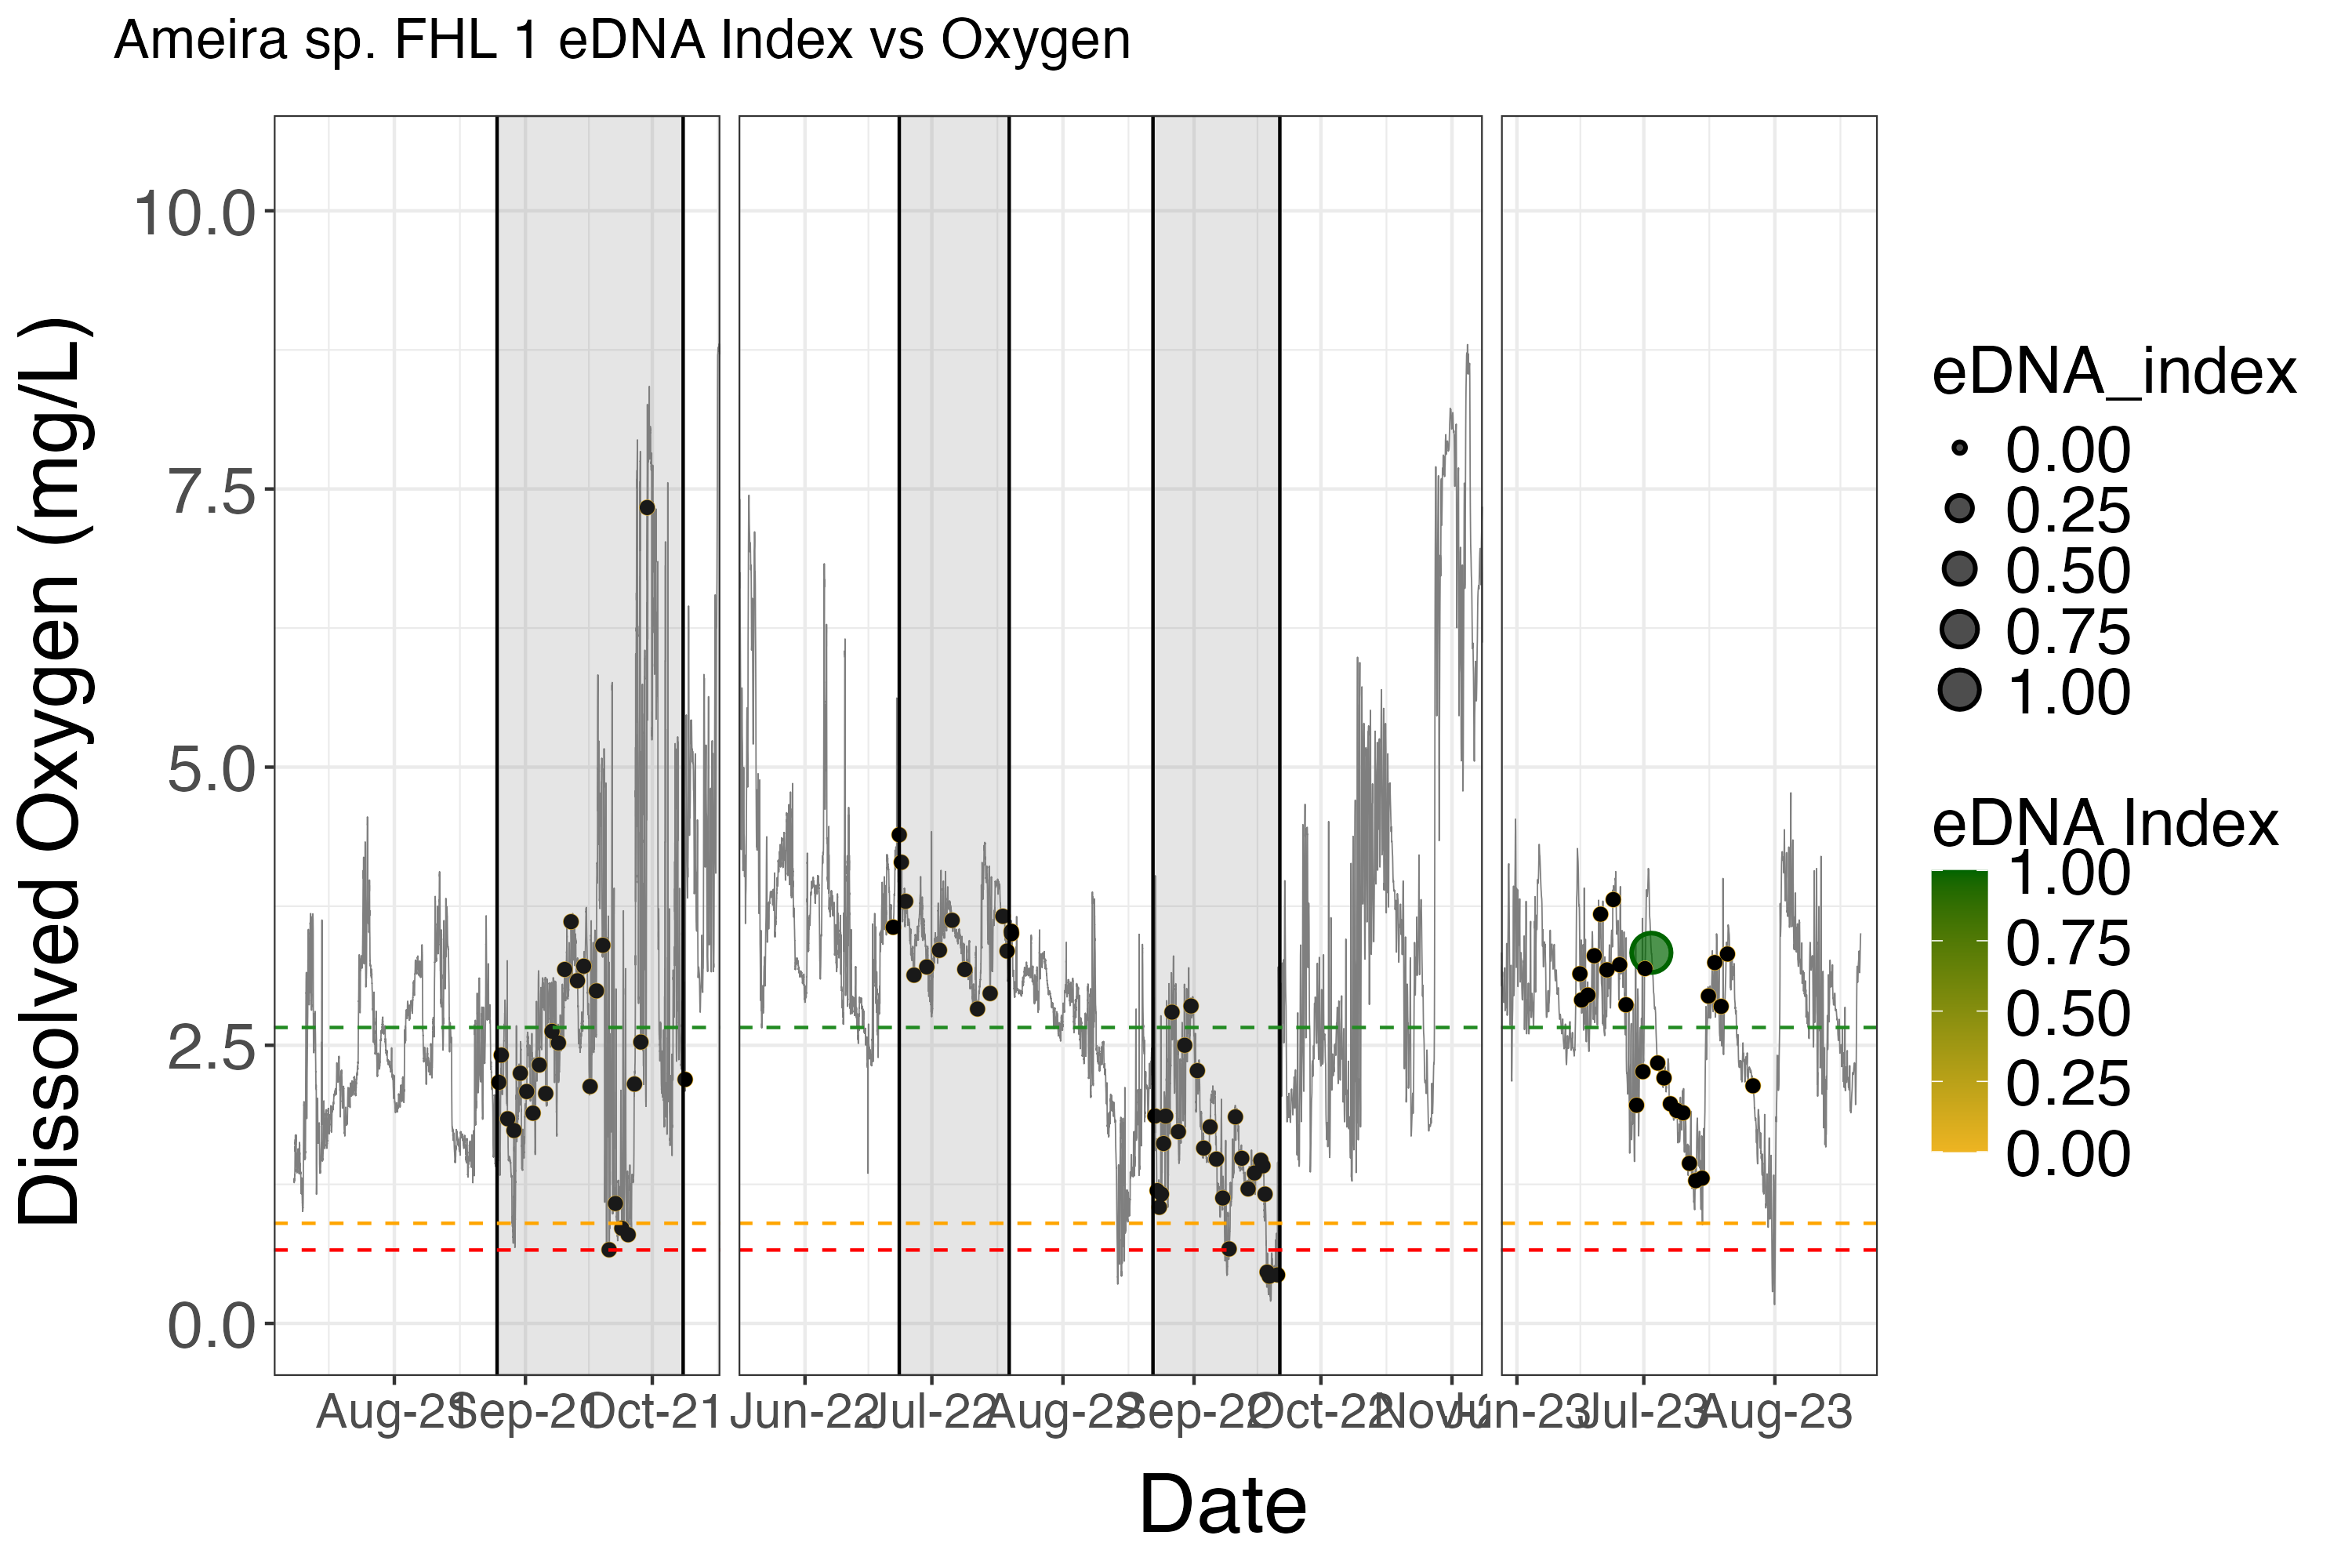 Ameira sp. FHL 1 eDNA Index vs Oxygen
Dissolved Oxygen (mg/L)
10.0
7.5
5.0
2.5
0.0
Aug-21 Sep-21 Oct-21 Jun-22 Jul-22 Aug-22 Sep-22 Oct-22 Nov-22 Jun-23 Jul-23 Aug-23
Date
eDNA_index
0.00
0.25
0.50
0.75
1.00
eDNA Index
1.00
0.75
0.50
0.25
0.00